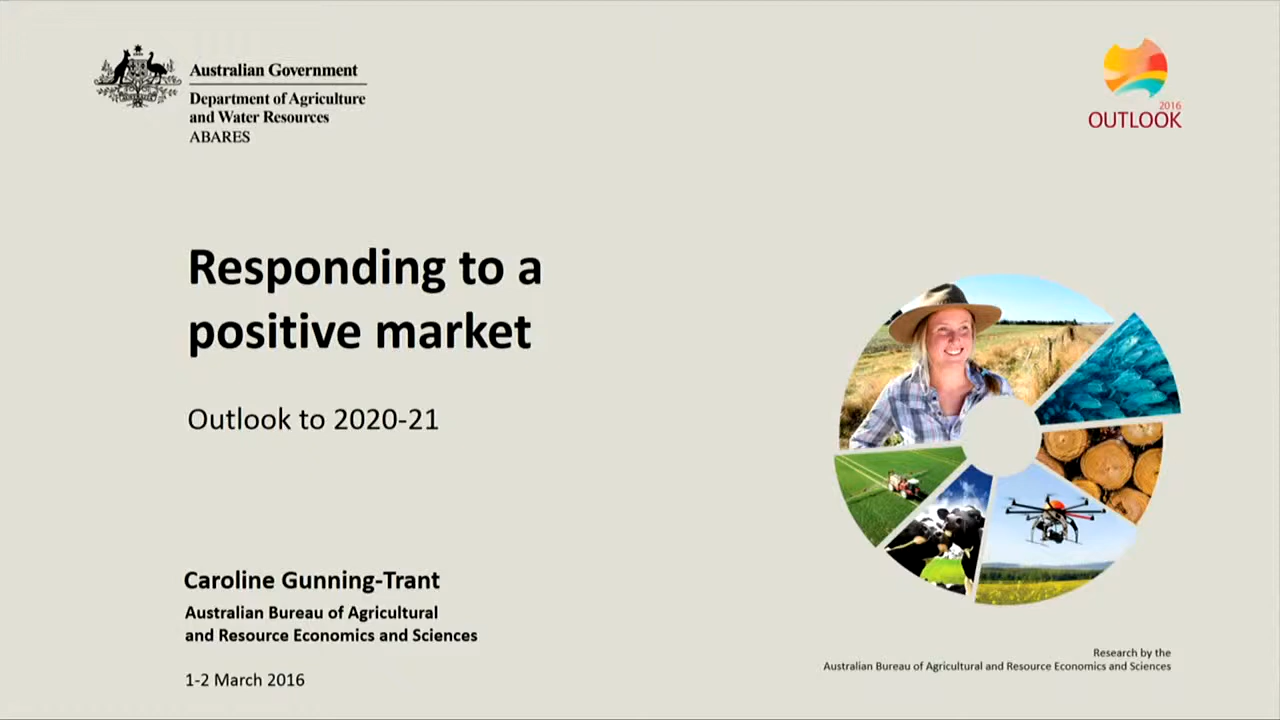 Australian Government
Department of Agriculture
and Water Resources
ABARES
2016
OUTLOOK
Responding to a
positive market
Outlook to 2020-21
Caroline Gunning-Trant
Australian Bureau of Agricultural
and Resource Economics and Sciences
1-2 March 2016
Research by the
Australian Bureau of Agricultural and Resource Economics and Sciences